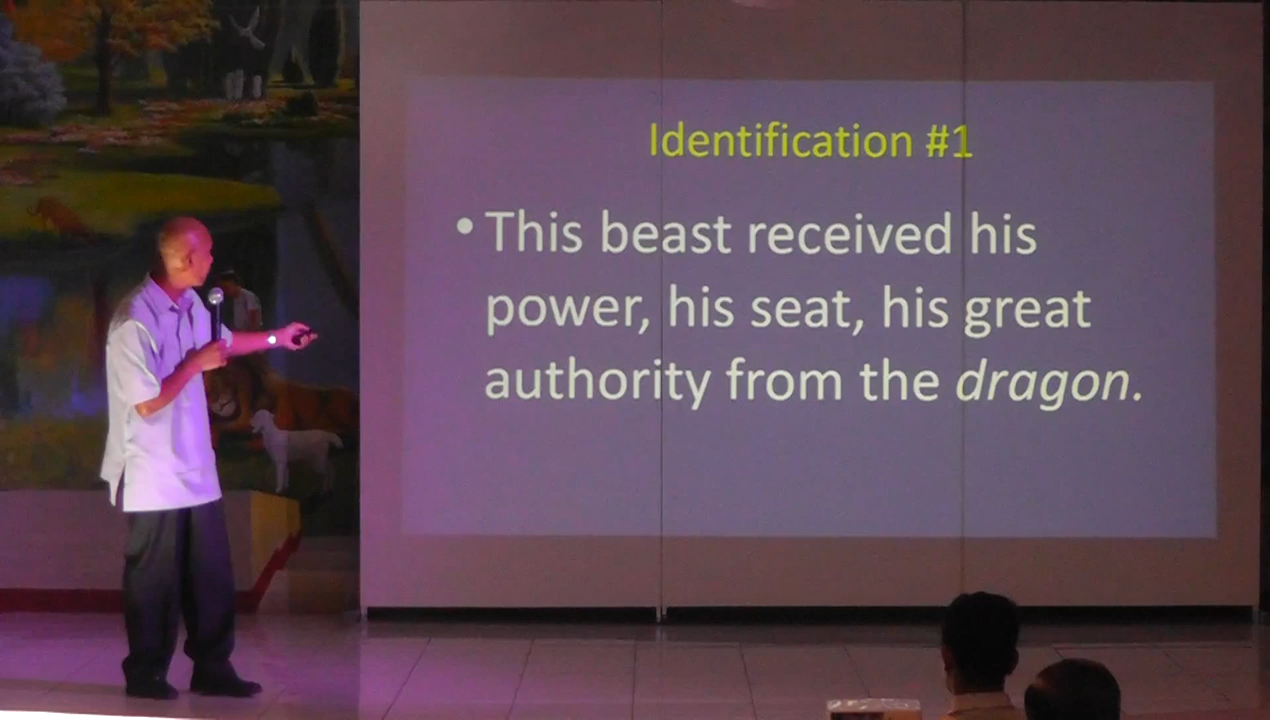 Identification #1
• This beast received his
power, his seat, his great
authority from the dragon.